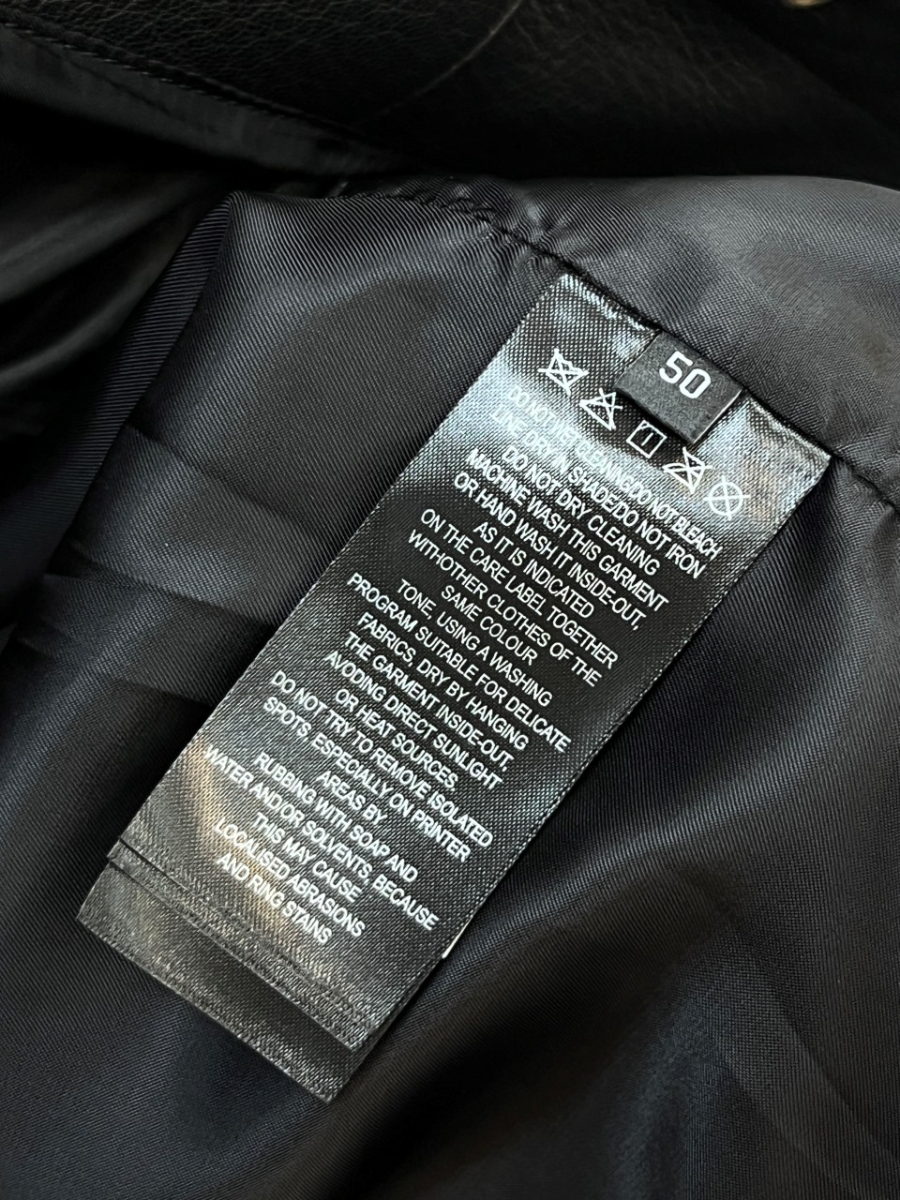 50
DO NOT WET CLEANINGDO NOT BLEACH
LINE DRY IN SHADE/DO NOT IRON
DO NOT DRY CLEANING
MACHINE WASH THIS GARMENT
OR HAND WASH IT INSIDE-OUT,
AS IT IS INDICATED
ON THE CARE LABEL TOGETHER
WITHOTHER CLOTHES OF THE
SAME COLOUR
TONE, USING A WASHING
PROGRAM SUITABLE FOR DELICATE
FABRICS, DRY BY HANGING
THE GARMENT INSIDE-OUT,
AVODING DIRECT SUNLIGHT
OR HEAT SOURCES.
DO NOT TRY TO REMOVE ISOLATED
SPOTS, ESPECIALLY ON PRINTER
AREAS BY
RUBBING WITH SOAP AND
WATER AND/OR SOLVENTS, BECAUSE
THIS MAY CAUSE
LOCALISED ABRASIONS
AND RING STAINS